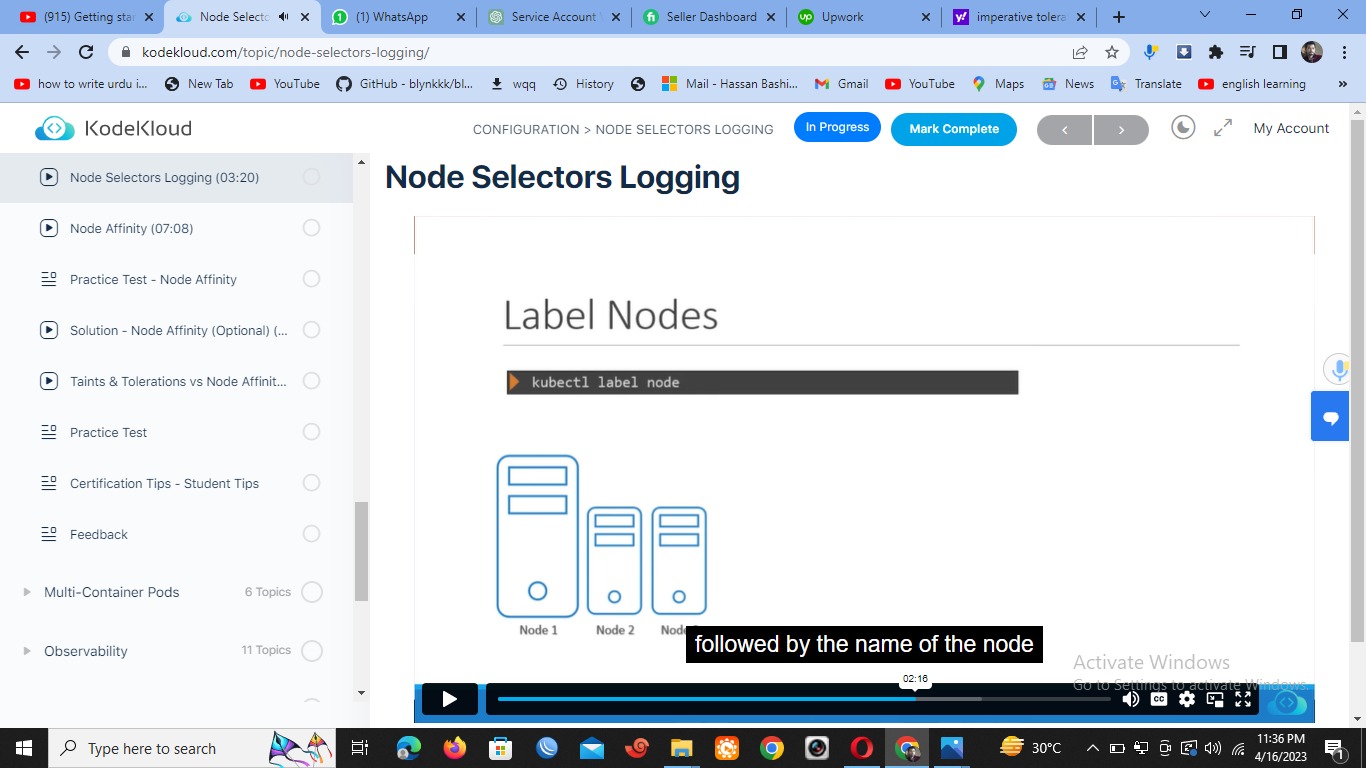 (915) Getting star
Node Selecto
(1) WhatsApp
Service Account
Seller Dashboard
Upwork
imperative tolera
kodekloud.com/topic/node-selectors-logging/
how to write urdu i...
New Tab
YouTube
GitHub - blynkkk/bl...
wqq
History
Mail - Hassan Bashi...
Gmail
YouTube
Maps
News
Translate
english learning
»
KodeKloud
CONFIGURATION > NODE SELECTORS LOGGING
In Progress
Mark Complete
My Account
Node Selectors Logging (03:20)
Node Affinity (07:08)
Practice Test - Node Affinity
Solution - Node Affinity (Optional) (...
Taints & Tolerations vs Node Affinit...
Practice Test
Certification Tips - Student Tips
Feedback
Multi-Container Pods 6 Topics
Observability 11 Topics
Node Selectors Logging
Label Nodes
kubectl label node
Node 1
Node 2
Node
followed by the name of the node
02:16
CC
Activate Windows
Go to Settings to activate Windows.
Type here to search
30°C
11:36 PM
4/16/2023
1